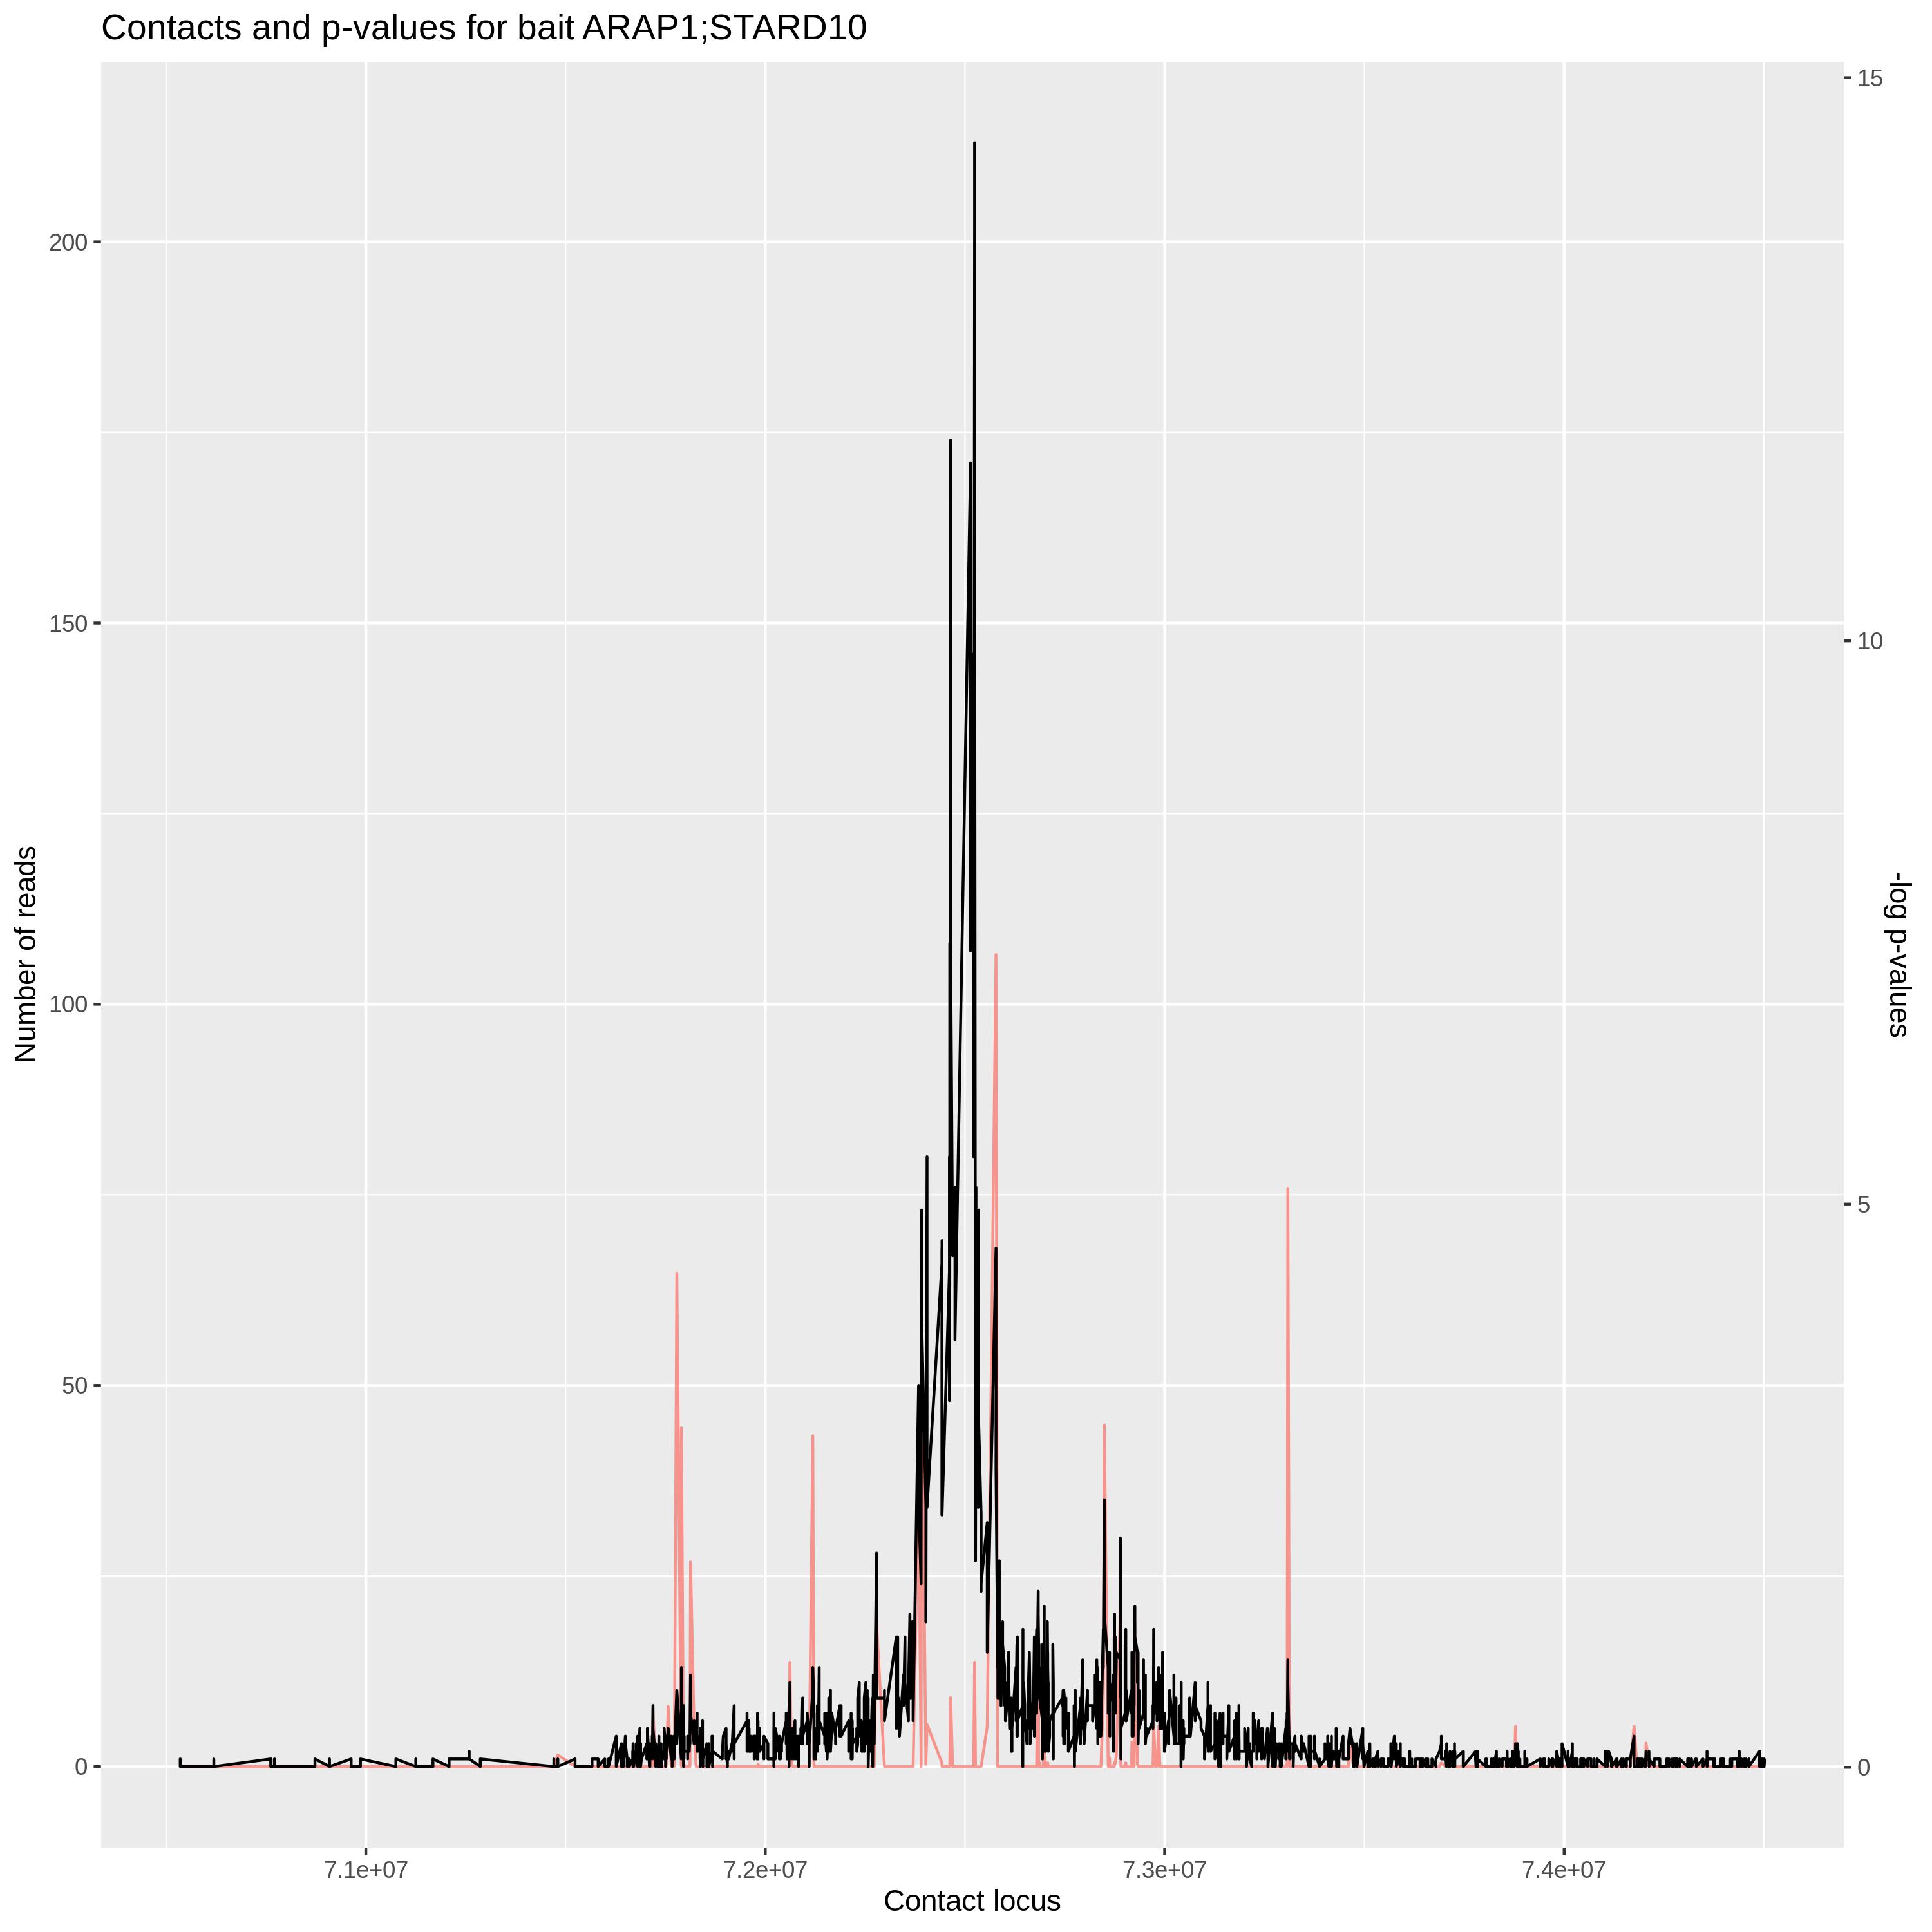 Contacts and p-values for bait ARAP1;STARD10
Number of reads
200
150
100
50
0
15
10
5
0
-log p-values
7.1e+07 7.2e+07 7.3e+07 7.4e+07
Contact locus